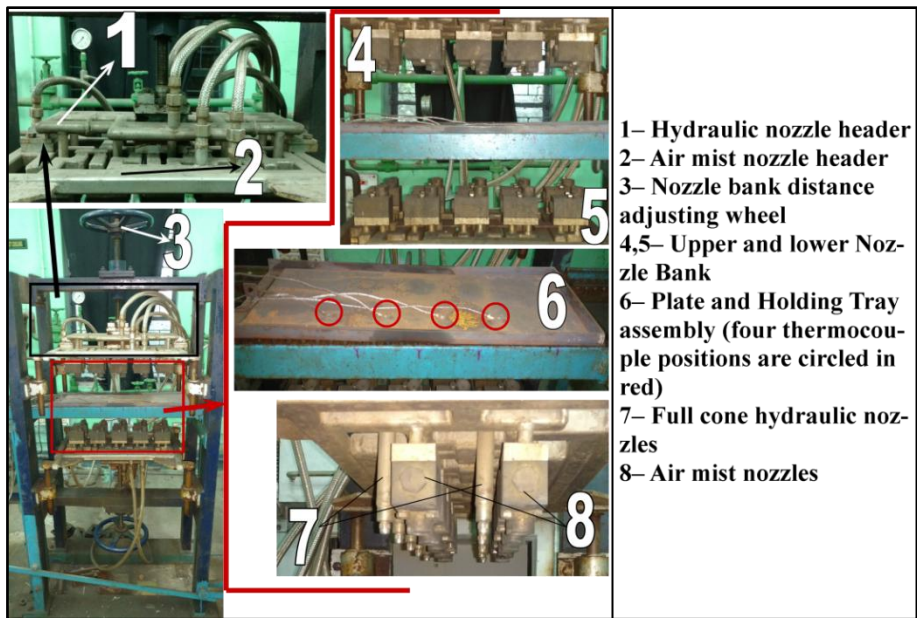 1
2
3
4
5
6
7
8
1– Hydraulic nozzle header
2– Air mist nozzle header
3– Nozzle bank distance
adjusting wheel
4,5– Upper and lower Noz-
zle Bank
6– Plate and Holding Tray
assembly (four thermocou-
ple positions are circled in
red)
7– Full cone hydraulic noz-
zles
8– Air mist nozzles